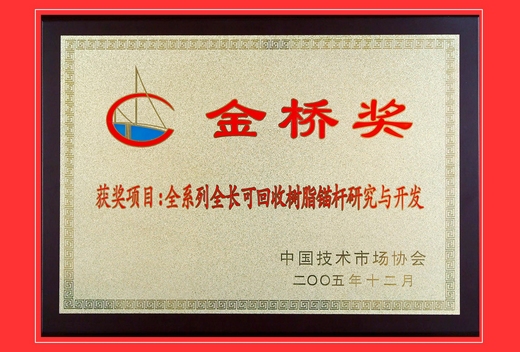 金桥奖
获奖项目:全系列全长可回收树脂锚杆研究与开发
中国技术市场协会
二〇〇五年十二月